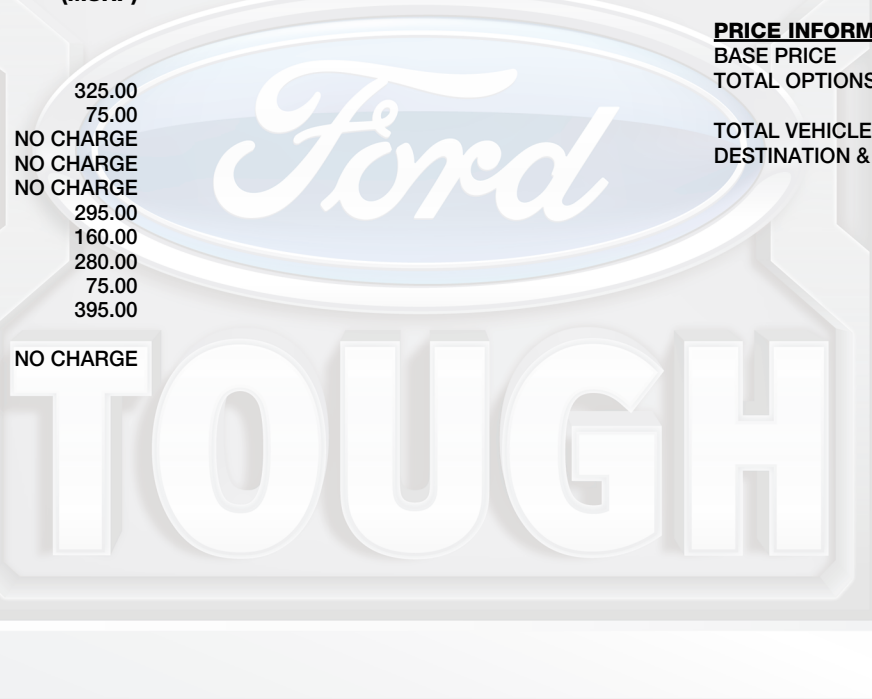 325.00
75.00
NO CHARGE
NO CHARGE
NO CHARGE
295.00
160.00
280.00
75.00
395.00
NO CHARGE
PRICE INFORM
BASE PRICE
TOTAL OPTIONS
TOTAL VEHICLE
DESTINATION &
Ford
TOUGH